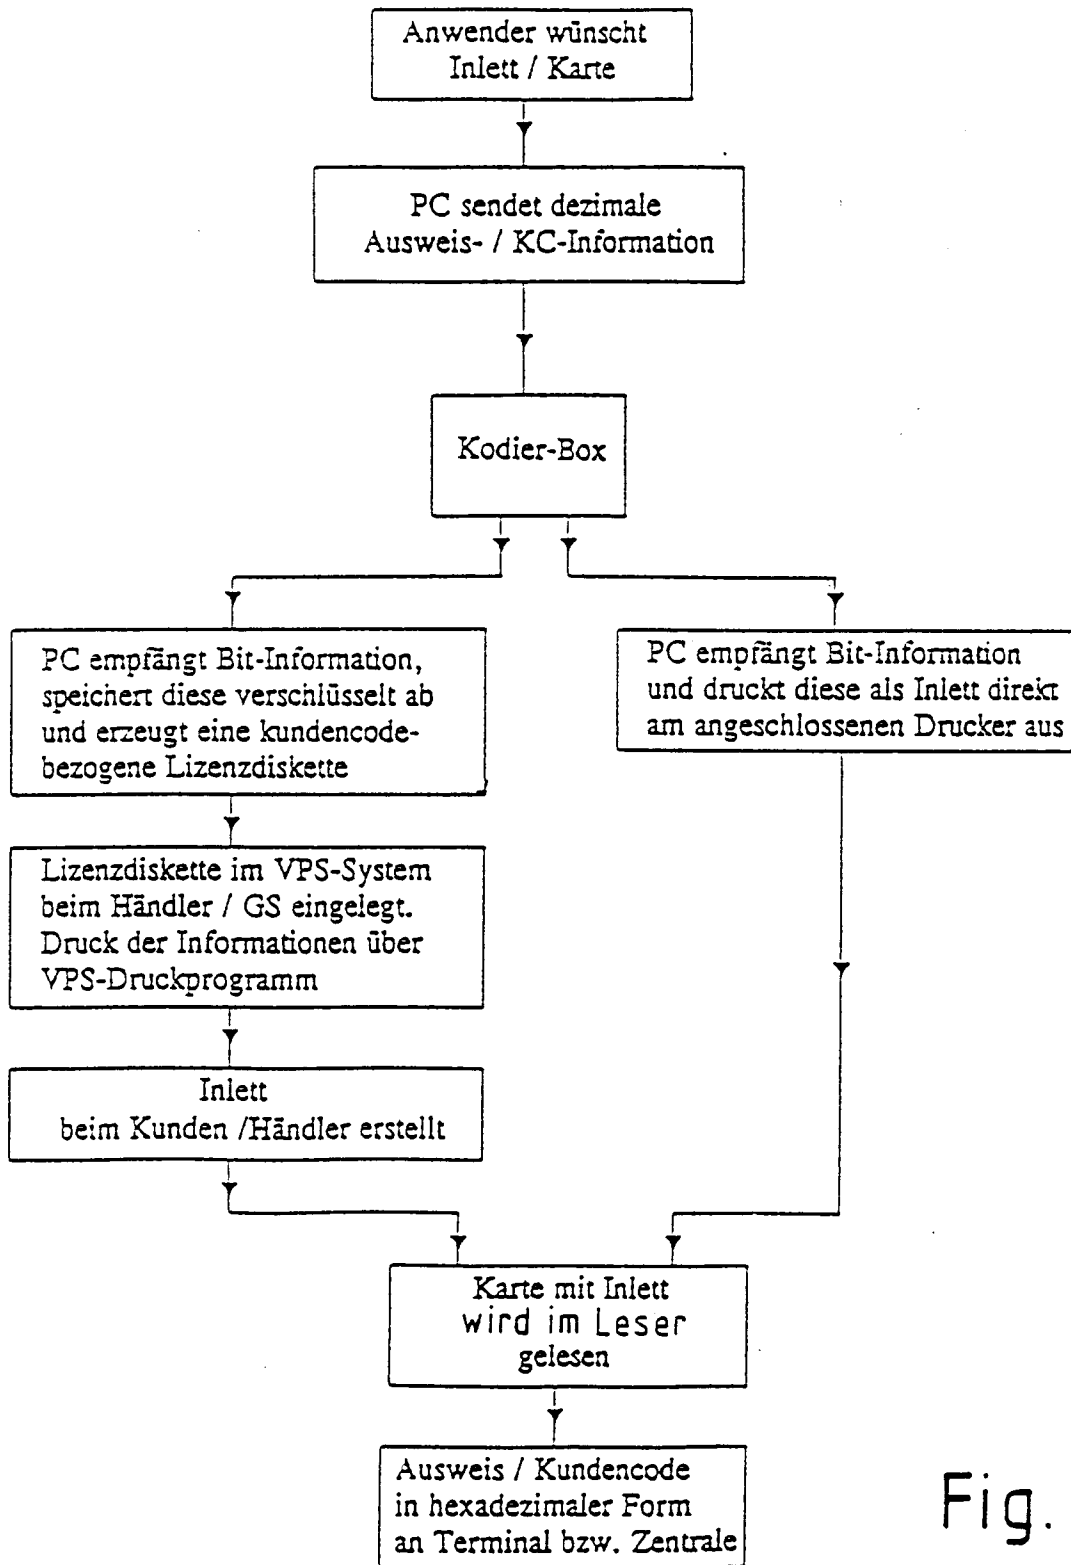 Anwender wünscht
Inlett / Karte
PC sendet dezimale
Ausweis- / KC-Information
Kodier-Box
PC empfängt Bit-Information,
speichert diese verschlüsselt ab
und erzeugt eine kundencode-
bezogene Lizenzdiskette
PC empfängt Bit-Information
und druckt diese als Inlett direkt
am angeschlossenen Drucker aus
Lizenzdiskette im VPS-System
beim Händler / GS eingelegt.
Druck der Informationen über
VPS-Druckprogramm
Inlett
beim Kunden /Händler erstellt
Karte mit Inlett
wird im Leser
gelesen
Ausweis / Kundencode
in hexadezimaler Form
an Terminal bzw. Zentrale
Fig.